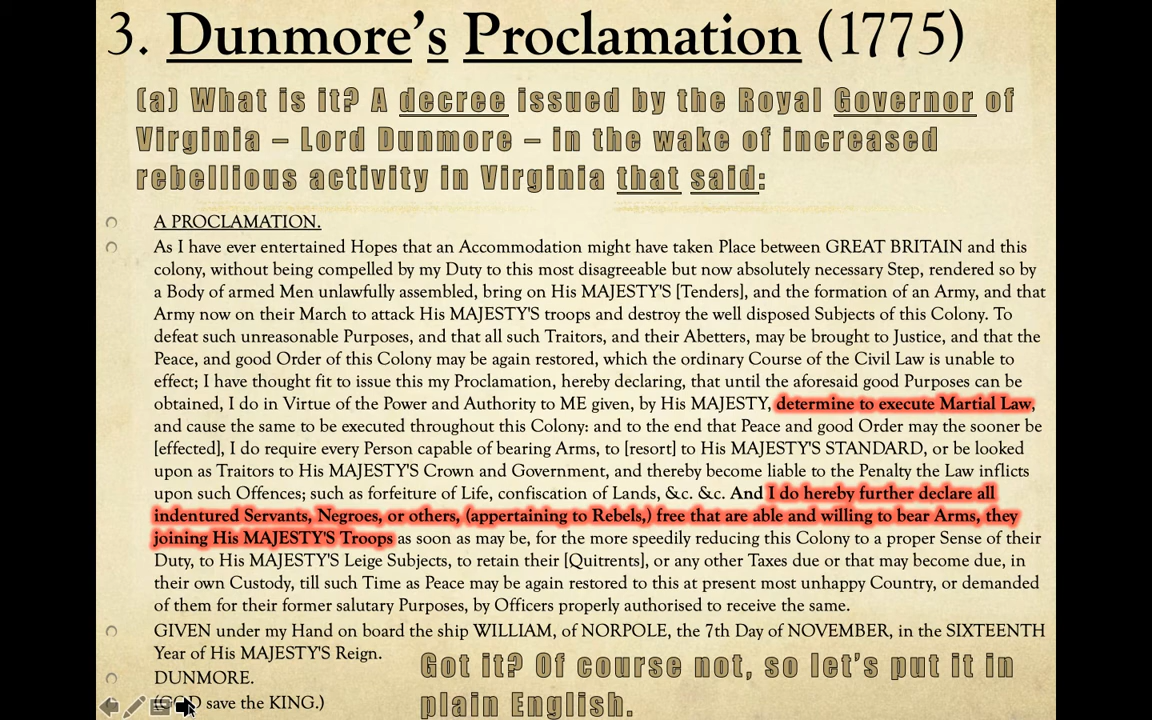 3. Dunmore's Proclamation (1775)
(a) What is it? A decree issued by the Royal Governor of
Virginia – Lord Dunmore – in the wake of increased
rebellious activity in Virginia that said:
A PROCLAMATION.
As I have ever entertained Hopes that an Accommodation might have taken Place between GREAT BRITAIN and this
colony, without being compelled by my Duty to this most disagreeable but now absolutely necessary Step, rendered so by
a Body of armed Men unlawfully assembled, bring on His MAJESTY'S [Tenders], and the formation of an Army, and that
Army now on their March to attack His MAJESTY'S troops and destroy the well disposed Subjects of this Colony. To
defeat such unreasonable Purposes, and that all such Traitors, and their Abetters, may be brought to Justice, and that the
Peace, and good Order of this Colony may be again restored, which the ordinary Course of the Civil Law is unable to
effect; I have thought fit to issue this my Proclamation, hereby declaring, that until the aforesaid good Purposes can be
obtained, I do in Virtue of the Power and Authority to ME given, by His MAJESTY, determine to execute Martial Law,
and cause the same to be executed throughout this Colony: and to the end that Peace and good Order may the sooner be
[effected], I do require every Person capable of bearing Arms, to [resort] to His MAJESTY'S STANDARD, or be looked
upon as Traitors to His MAJESTY'S Crown and Government, and thereby become liable to the Penalty the Law inflicts
upon such Offences; such as forfeiture of Life, confiscation of Lands, &c. &c. And I do hereby further declare all
indentured Servants, Negroes, or others, (appertaining to Rebels,) free that are able and willing to bear Arms, they
joining His MAJESTY'S Troops as soon as may be, for the more speedily reducing this Colony to a proper Sense of their
Duty, to His MAJESTY'S Leige Subjects, to retain their [Quitrents], or any other Taxes due or that may become due, in
their own Custody, till such Time as Peace may be again restored to this at present most unhappy Country, or demanded
of them for their former salutary Purposes, by Officers properly authorised to receive the same.
GIVEN under my Hand on board the ship WILLIAM, of NORPOLE, the 7th Day of NOVEMBER, in the SIXTEENTH
Year of His MAJESTY'S Reign.
DUNMORE.
(GOD save the KING.)
Got it? Of course not, so let's put it in
plain English.